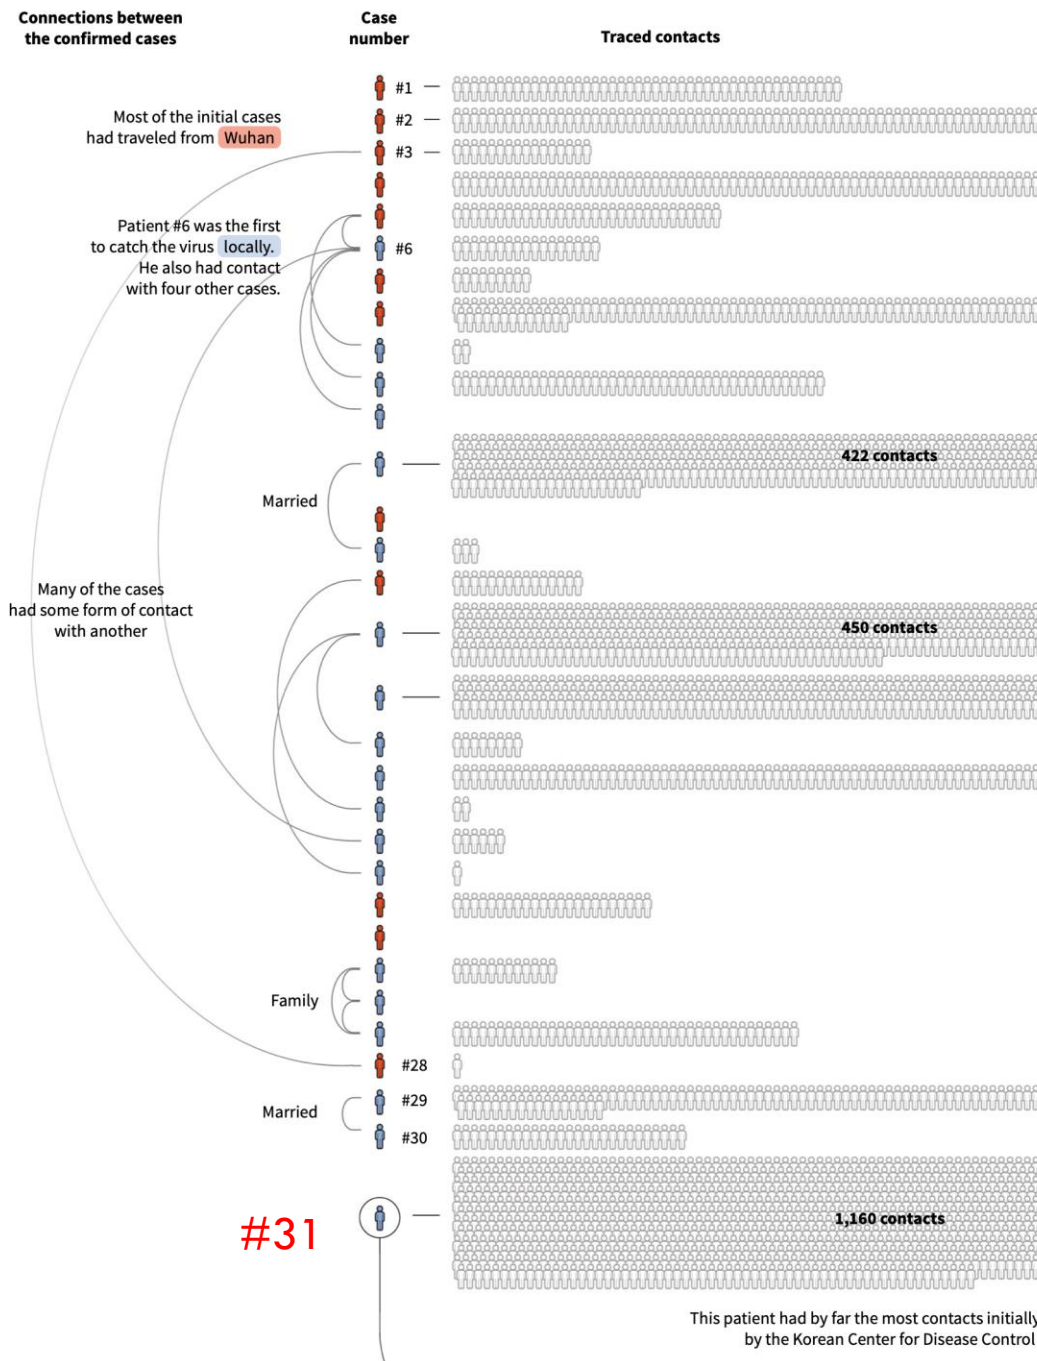 Connections between
the confirmed cases
Case
number
Traced contacts
#1
Most of the initial cases
had traveled from Wuhan
#2
#3
Patient #6 was the first
to catch the virus locally.
He also had contact
with four other cases.
#6
422 contacts
Married
Many of the cases
had some form of contact
with another
450 contacts
Family
#28
#29
Married
#30
#31
1,160 contacts
This patient had by far the most contacts initially
by the Korean Center for Disease Control